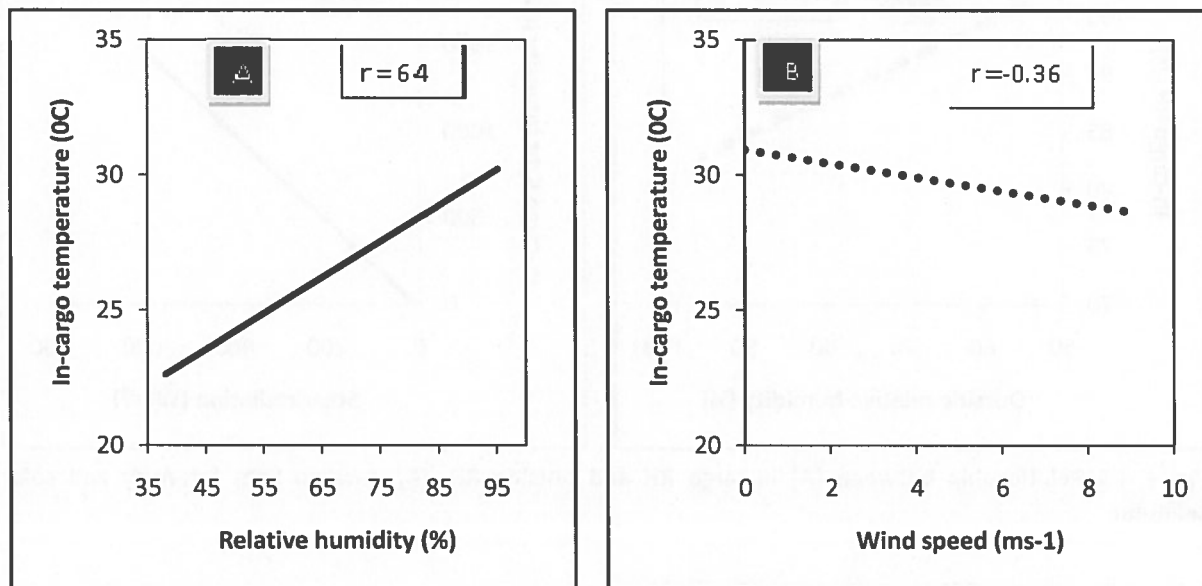 A
r = 64
In-cargo temperature (0C)
35
30
25
20
35 45 55 65 75 85 95
Relative humidity (%)
B
r=-0.36
In-cargo temperature (0C)
35
30
25
20
0 2 4 6 8 10
Wind speed (ms-1)